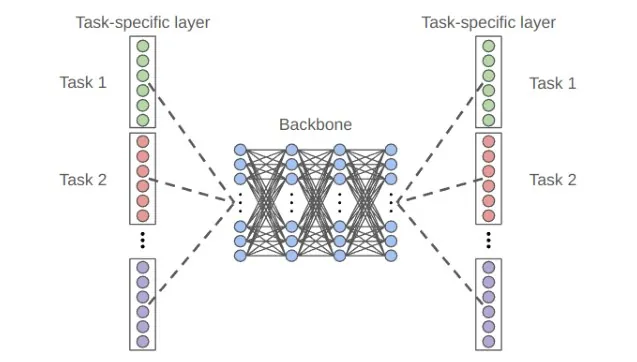 Task-specific layer
Task-specific layer
Task 1
Task 1
Backbone
Task 2
Task 2